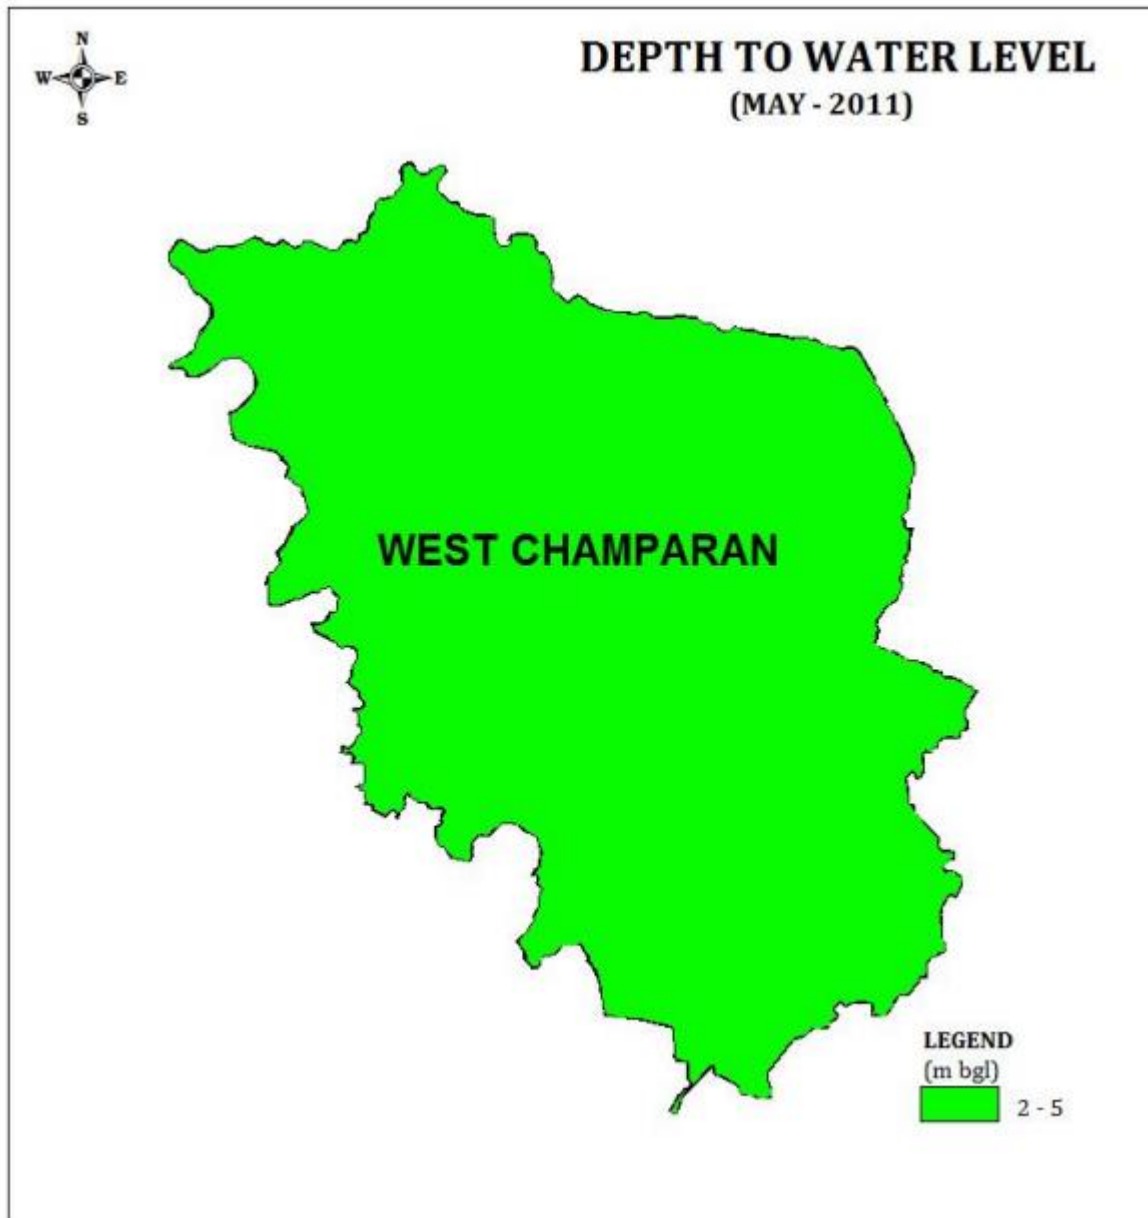 N
W E
S
DEPTH TO WATER LEVEL
(MAY - 2011)
WEST CHAMPARAN
LEGEND
(m bgl)
2 - 5